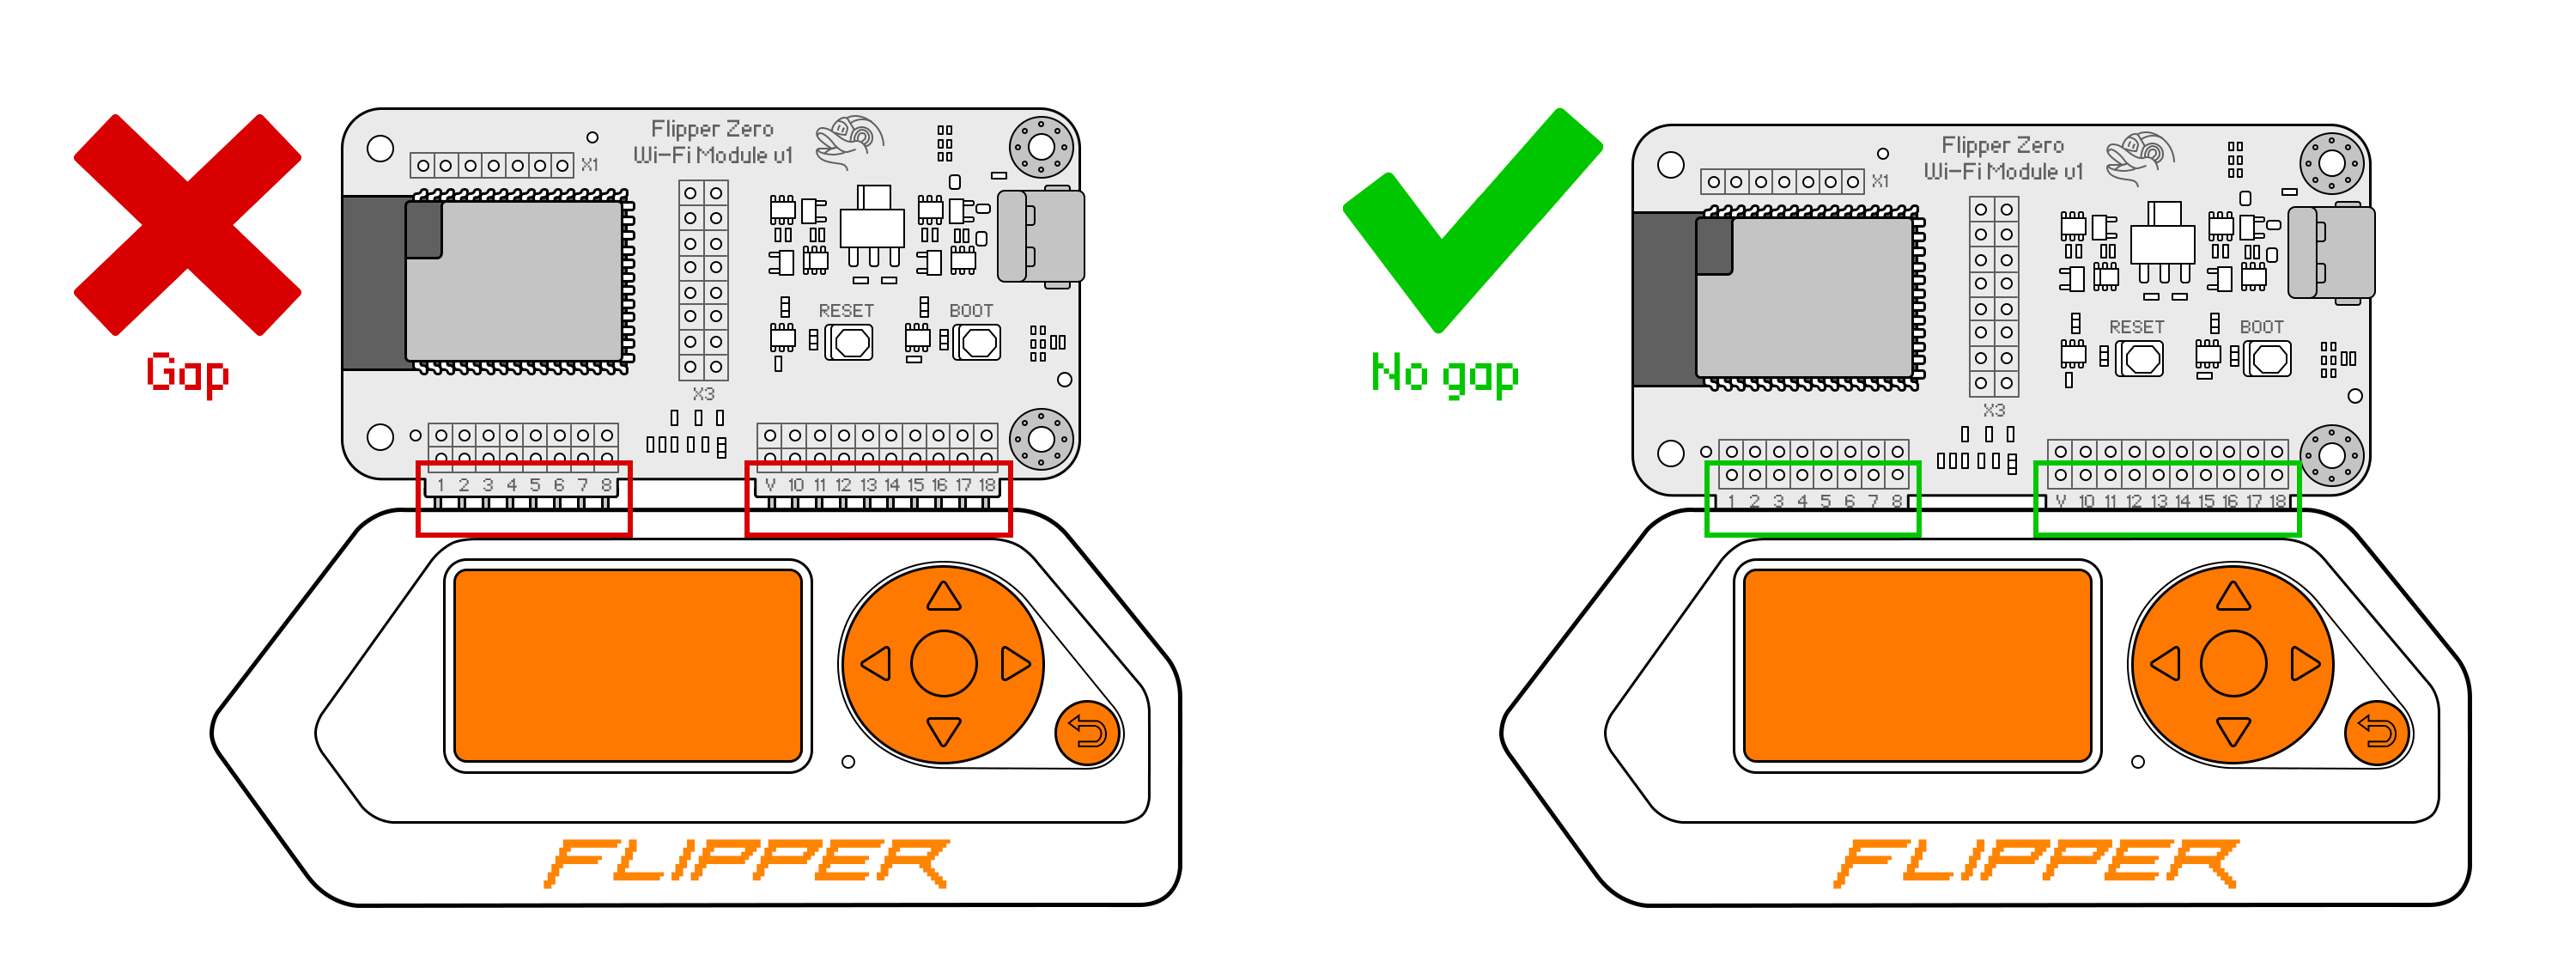 Gap
Flipper Zero
Wi-Fi Module v1
X1
RESET
BOOT
X3
1 2 3 4 5 6 7 8
V 10 11 12 13 14 15 16 17 18
FLIPPER
No gap
Flipper Zero
Wi-Fi Module v1
X1
RESET
BOOT
X3
1 2 3 4 5 6 7 8
V 10 11 12 13 14 15 16 17 18
FLIPPER